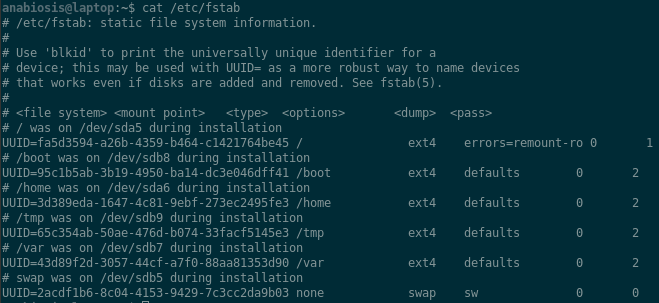 anabiosis@laptop:~$ cat /etc/fstab
# /etc/fstab: static file system information.
#
# Use 'blkid' to print the universally unique identifier for a
# device; this may be used with UUID= as a more robust way to name devices
# that works even if disks are added and removed. See fstab(5).
#
# <file system> <mount point>   <type>  <options>       <dump>  <pass>
# / was on /dev/sda5 during installation
UUID=fa5d3594-a26b-4359-b464-c1421764be45 /               ext4    errors=remount-ro 0       1
# /boot was on /dev/sdb8 during installation
UUID=95c1b5ab-3b19-4950-ba14-dc3e046dff41 /boot           ext4    defaults        0       2
# /home was on /dev/sda6 during installation
UUID=3d389eda-1647-4c81-9ebf-273ec2495fe3 /home           ext4    defaults        0       2
# /tmp was on /dev/sdb9 during installation
UUID=65c354ab-50ae-476d-b074-33facf5145e3 /tmp            ext4    defaults        0       2
# /var was on /dev/sdb7 during installation
UUID=43d89f2d-3057-44cf-a7f0-88aa81353d90 /var            ext4    defaults        0       2
# swap was on /dev/sdb5 during installation
UUID=2acdf1b6-8c04-4153-9429-7c3cc2da9b03 none            swap    sw              0       0